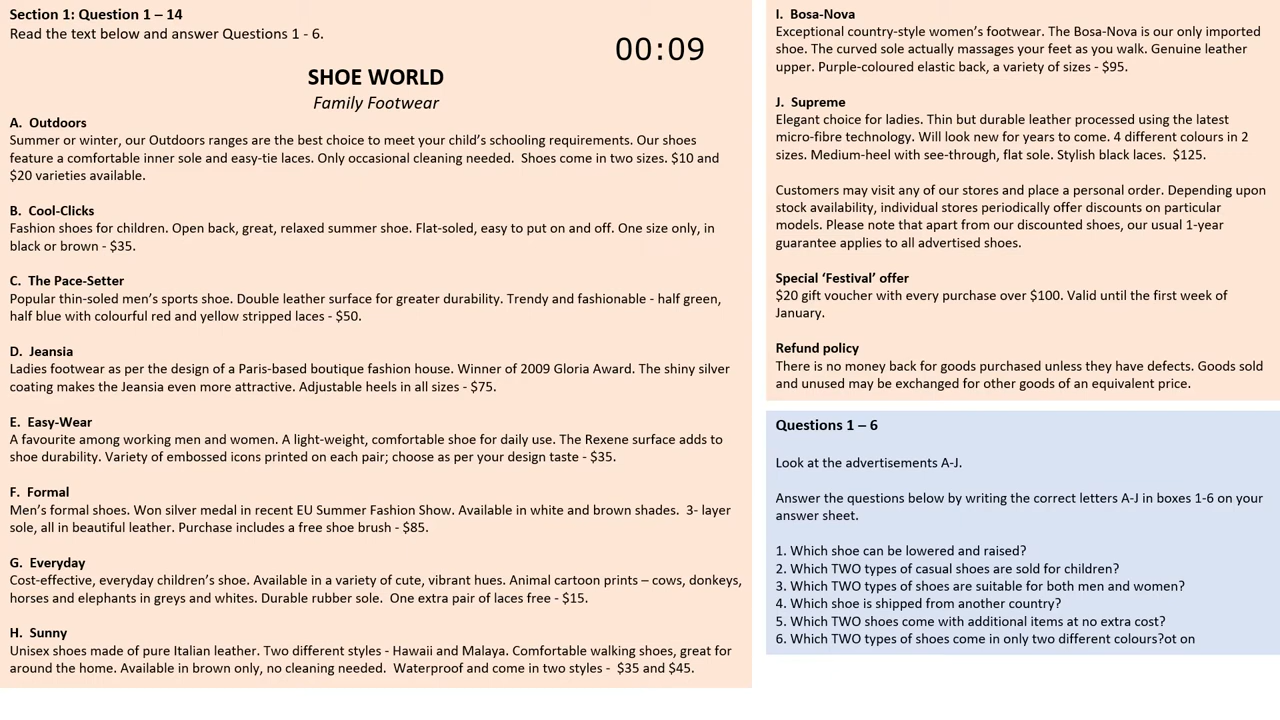 Section 1: Question 1 – 14
Read the text below and answer Questions 1 - 6.
00:09
SHOE WORLD
Family Footwear
A. Outdoors
Summer or winter, our Outdoors ranges are the best choice to meet your child's schooling requirements. Our shoes
feature a comfortable inner sole and easy-tie laces. Only occasional cleaning needed. Shoes come in two sizes. $10 and
$20 varieties available.
B. Cool-Clicks
Fashion shoes for children. Open back, great, relaxed summer shoe. Flat-soled, easy to put on and off. One size only, in
black or brown - $35.
C. The Pace-Setter
Popular thin-soled men's sports shoe. Double leather surface for greater durability. Trendy and fashionable - half green,
half blue with colourful red and yellow stripped laces - $50.
D. Jeansia
Ladies footwear as per the design of a Paris-based boutique fashion house. Winner of 2009 Gloria Award. The shiny silver
coating makes the Jeansia even more attractive. Adjustable heels in all sizes - $75.
E. Easy-Wear
A favourite among working men and women. A light-weight, comfortable shoe for daily use. The Rexene surface adds to
shoe durability. Variety of embossed icons printed on each pair; choose as per your design taste - $35.
F. Formal
Men's formal shoes. Won silver medal in recent EU Summer Fashion Show. Available in white and brown shades. 3- layer
sole, all in beautiful leather. Purchase includes a free shoe brush - $85.
G. Everyday
Cost-effective, everyday children's shoe. Available in a variety of cute, vibrant hues. Animal cartoon prints – cows, donkeys,
horses and elephants in greys and whites. Durable rubber sole. One extra pair of laces free - $15.
H. Sunny
Unisex shoes made of pure Italian leather. Two different styles - Hawaii and Malaya. Comfortable walking shoes, great for
around the home. Available in brown only, no cleaning needed. Waterproof and come in two styles - $35 and $45.
I. Bosa-Nova
Exceptional country-style women's footwear. The Bosa-Nova is our only imported
shoe. The curved sole actually massages your feet as you walk. Genuine leather
upper. Purple-coloured elastic back, a variety of sizes - $95.
J. Supreme
Elegant choice for ladies. Thin but durable leather processed using the latest
micro-fibre technology. Will look new for years to come. 4 different colours in 2
sizes. Medium-heel with see-through, flat sole. Stylish black laces. $125.
Customers may visit any of our stores and place a personal order. Depending upon
stock availability, individual stores periodically offer discounts on particular
models. Please note that apart from our discounted shoes, our usual 1-year
guarantee applies to all advertised shoes.
Special 'Festival' offer
$20 gift voucher with every purchase over $100. Valid until the first week of
January.
Refund policy
There is no money back for goods purchased unless they have defects. Goods sold
and unused may be exchanged for other goods of an equivalent price.
Questions 1 – 6
Look at the advertisements A-J.
Answer the questions below by writing the correct letters A-J in boxes 1-6 on your
answer sheet.
1. Which shoe can be lowered and raised?
2. Which TWO types of casual shoes are sold for children?
3. Which TWO types of shoes are suitable for both men and women?
4. Which shoe is shipped from another country?
5. Which TWO shoes come with additional items at no extra cost?
6. Which TWO types of shoes come in only two different colours?ot on